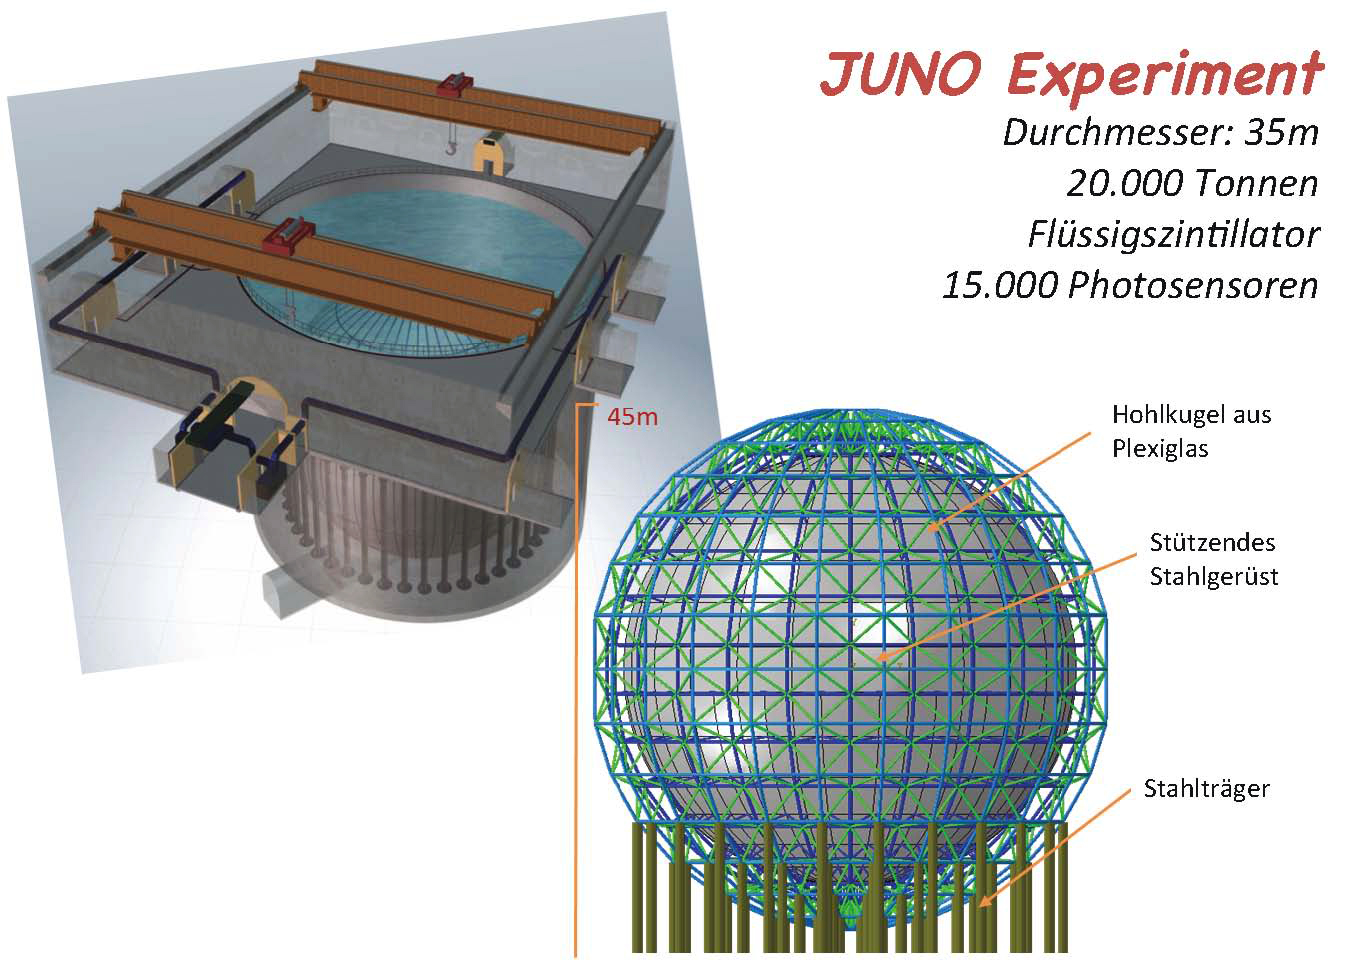 JUNO Experiment
Durchmesser: 35m
20.000 Tonnen
Flüssigszintillator
15.000 Photosensoren
45m
Hohlkugel aus
Plexiglas
Stützendes
Stahlgerüst
Stahlträger